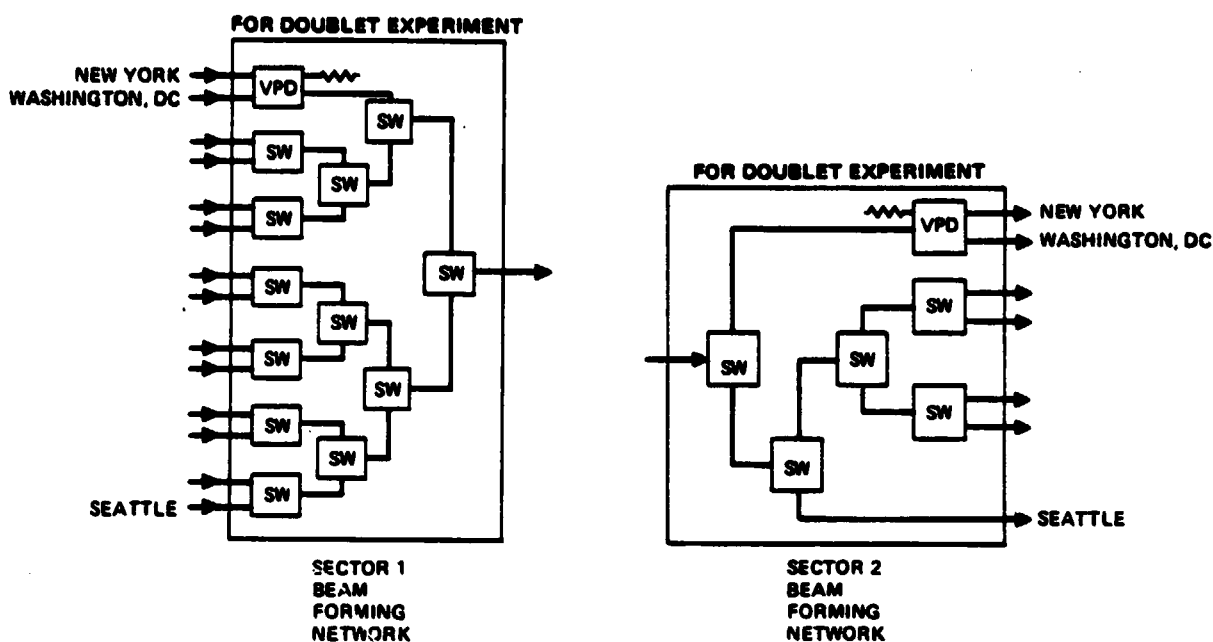 FOR DOUBLET EXPERIMENT
NEW YORK
WASHINGTON, DC
VPD
SW
SW
SW
SW
SW
SW
SW
SW
SW
SW
SW
SW
SEATTLE
SECTOR 1
BEAM
FORMING
NETWORK
FOR DOUBLET EXPERIMENT
VPD
NEW YORK
WASHINGTON, DC
SW
SW
SW
SW
SW
SEATTLE
SECTOR 2
BEAM
FORMING
NETWORK